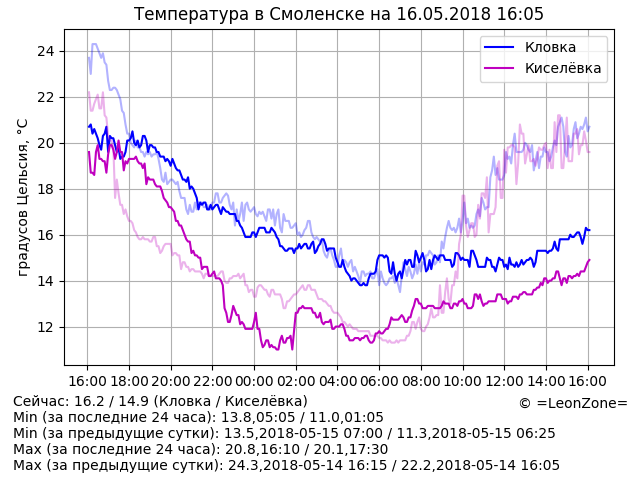 Температура в Смоленске на 16.05.2018 16:05
Кловка
Киселёвка
градусов Цельсия, °C
24
22
20
18
16
14
12
16:00 18:00 20:00 22:00 00:00 02:00 04:00 06:00 08:00 10:00 12:00 14:00 16:00
Сейчас: 16.2 / 14.9 (Кловка / Киселёвка)
© =LeonZone=
Min (за последние 24 часа): 13.8,05:05 / 11.0,01:05
Min (за предыдущие сутки): 13.5,2018-05-15 07:00 / 11.3,2018-05-15 06:25
Max (за последние 24 часа): 20.8,16:10 / 20.1,17:30
Max (за предыдущие сутки): 24.3,2018-05-14 16:15 / 22.2,2018-05-14 16:05